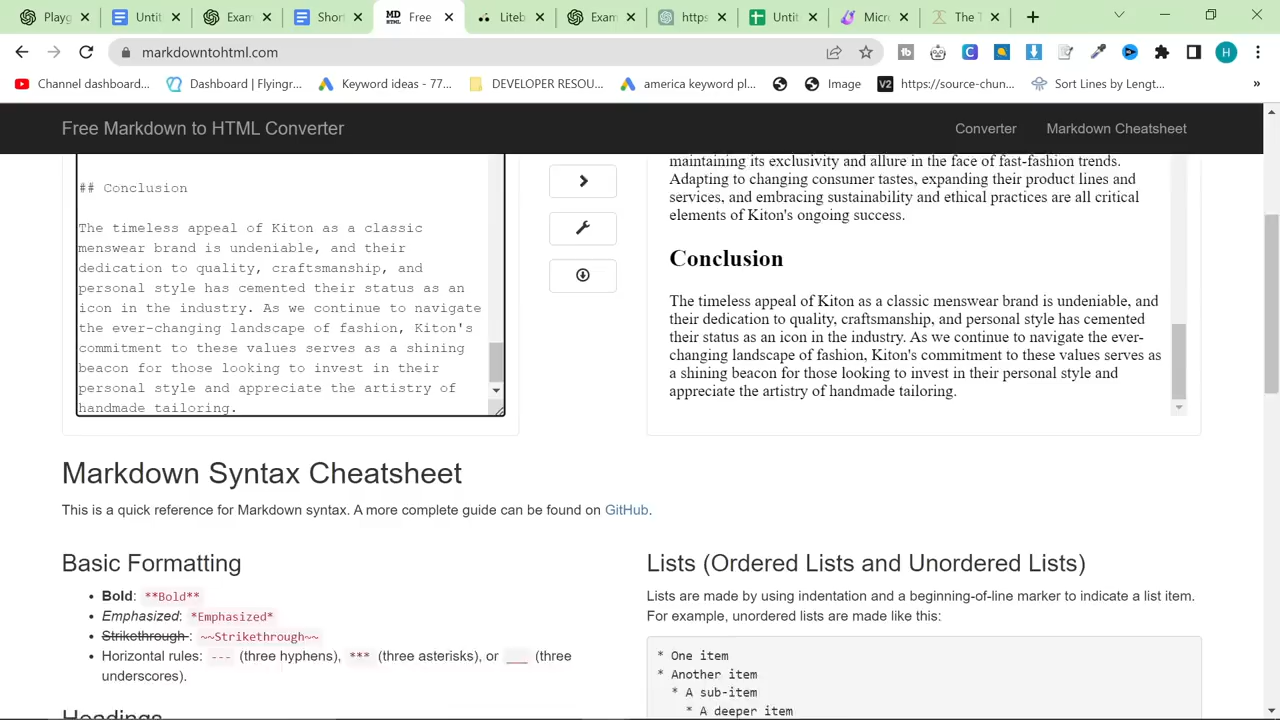 Playg
Untit
Exam
Shor
MD HTML Free
Liteb
Exam
https
Untit
Micro
The T
markdowntohtml.com
H
Channel dashboard...
Dashboard | Flyingr...
Keyword ideas - 77...
DEVELOPER RESOU...
america keyword pl...
Image
V2 https://source-chun...
Sort Lines by Lengt...
»
Free Markdown to HTML Converter
Converter
Markdown Cheatsheet
## Conclusion
The timeless appeal of Kiton as a classic
menswear brand is undeniable, and their
dedication to quality, craftsmanship, and
personal style has cemented their status as an
icon in the industry. As we continue to navigate
the ever-changing landscape of fashion, Kiton's
commitment to these values serves as a shining
beacon for those looking to invest in their
personal style and appreciate the artistry of
handmade tailoring.
maintaining its exclusivity and allure in the face of fast-fashion trends.
Adapting to changing consumer tastes, expanding their product lines and
services, and embracing sustainability and ethical practices are all critical
elements of Kiton's ongoing success.
Conclusion
The timeless appeal of Kiton as a classic menswear brand is undeniable, and
their dedication to quality, craftsmanship, and personal style has cemented
their status as an icon in the industry. As we continue to navigate the ever-
changing landscape of fashion, Kiton's commitment to these values serves as
a shining beacon for those looking to invest in their personal style and
appreciate the artistry of handmade tailoring.
Markdown Syntax Cheatsheet
This is a quick reference for Markdown syntax. A more complete guide can be found on GitHub.
Basic Formatting
• Bold: **Bold**
• Emphasized: *Emphasized*
• Strikethrough : ~~Strikethrough~~
• Horizontal rules: --- (three hyphens), *** (three asterisks), or ___ (three
underscores).
Headings
Lists (Ordered Lists and Unordered Lists)
Lists are made by using indentation and a beginning-of-line marker to indicate a list item.
For example, unordered lists are made like this:
* One item
* Another item
* A sub-item
* A deeper item